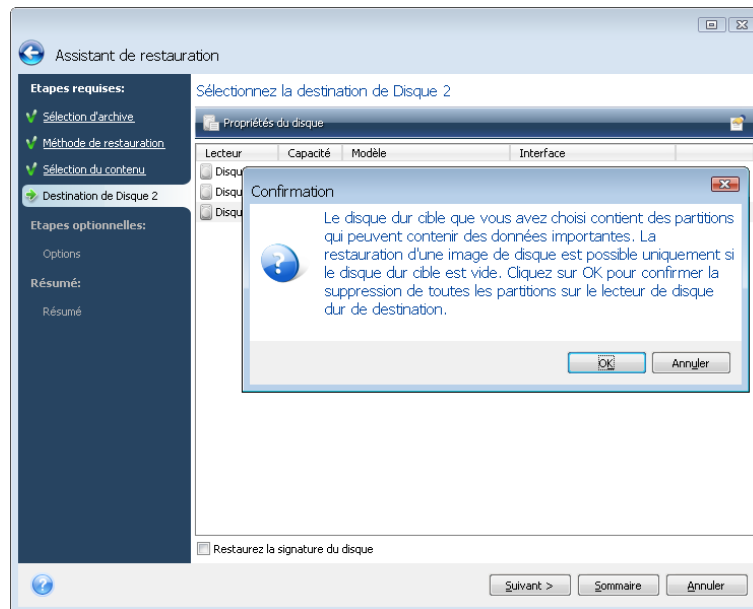 Assistant de restauration
Etapes requises:
Sélection d'archive
Méthode de restauration
Sélection du contenu
Destination de Disque 2
Etapes optionnelles:
Options
Résumé:
Résumé
Sélectionnez la destination de Disque 2
Propriétés du disque
Lecteur Capacité Modèle Interface
Disqu
Disqu
Disqu
Confirmation
Le disque dur cible que vous avez choisi contient des partitions
qui peuvent contenir des données importantes. La
restauration d'une image de disque est possible uniquement si
le disque dur cible est vide. Cliquez sur OK pour confirmer la
suppression de toutes les partitions sur le lecteur de disque
dur de destination.
OK Annuler
Restaurez la signature du disque
Suivant > Sommaire Annuler